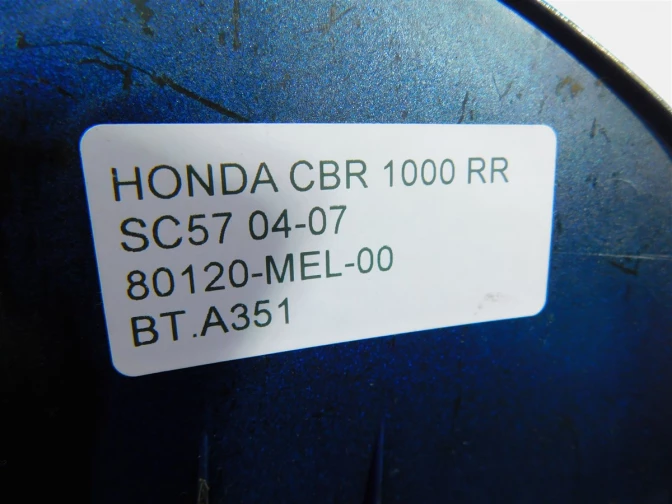 HONDA CBR 1000 RR
SC57 04-07
80120-MEL-00
BT.A351